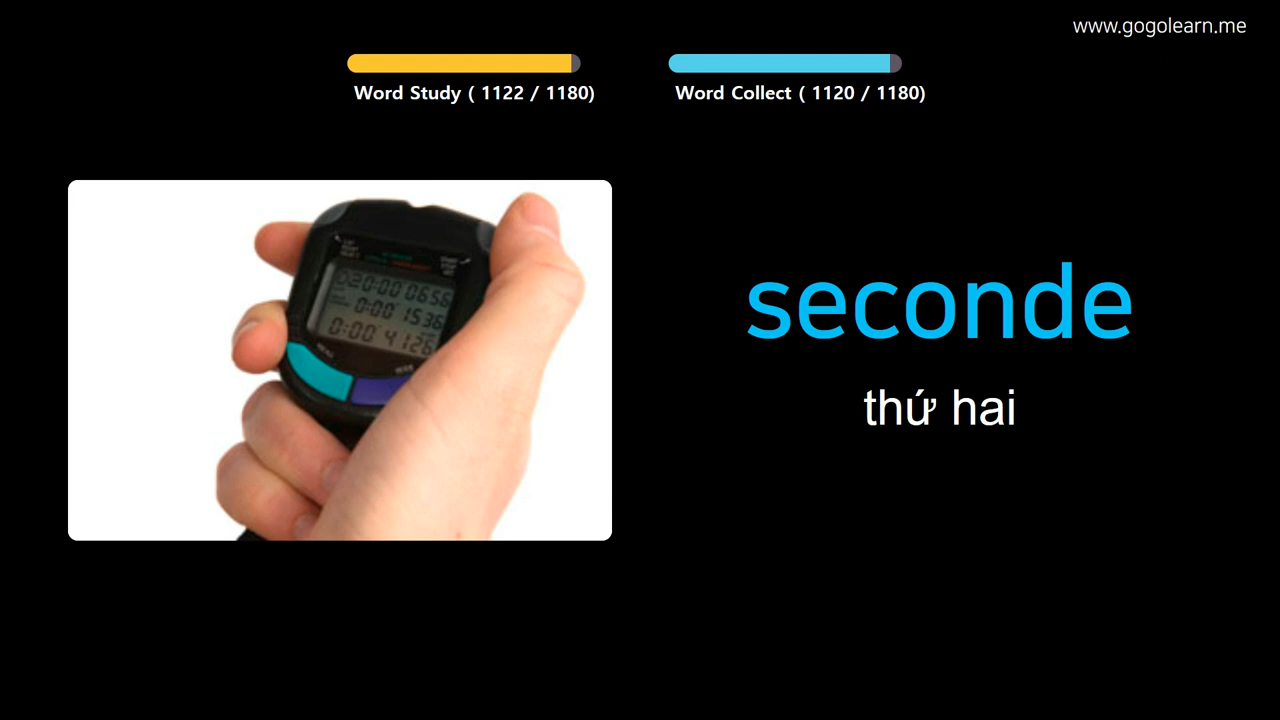 www.gogolearn.me
Word Study ( 1122 / 1180)
Word Collect ( 1120 / 1180)
seconde
thứ hai